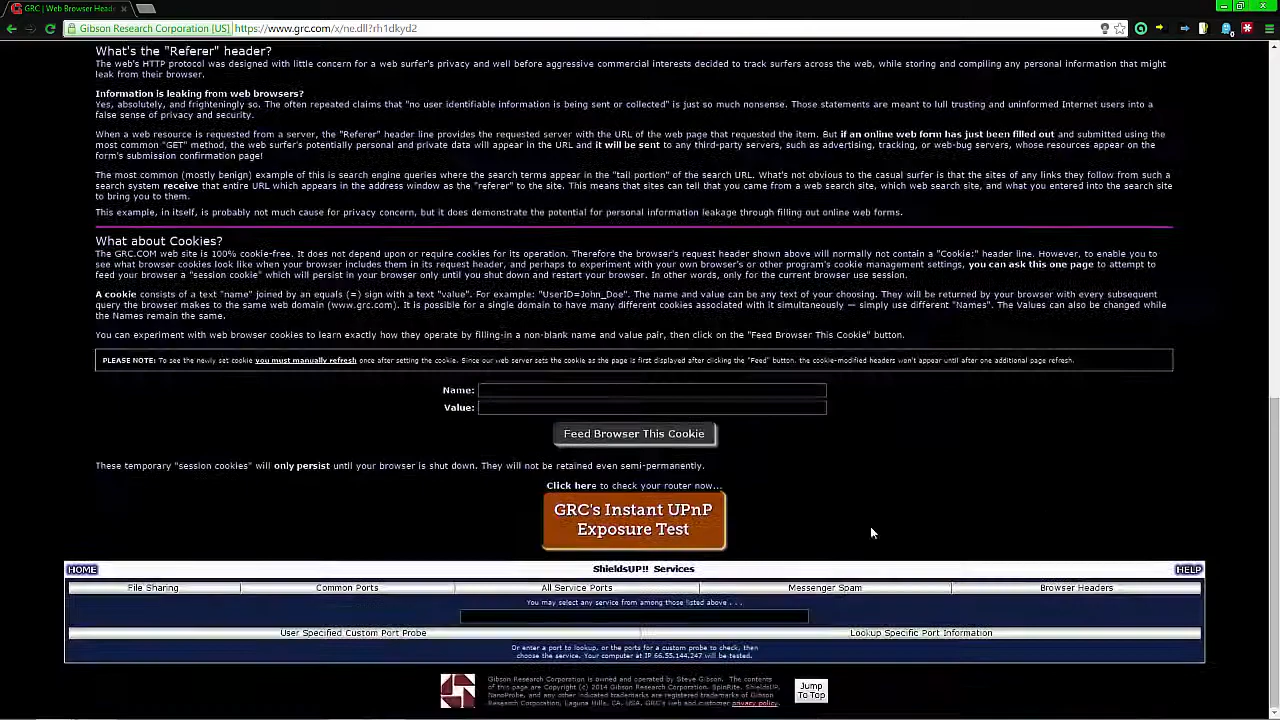 GRC | Web Browser Heade
Gibson Research Corporation [US] https://www.grc.com/x/ne.dll?rh1dkyd2
What's the "Referer" header?
The web's HTTP protocol was designed with little concern for a web surfer's privacy and well before aggressive commercial interests decided to track surfers across the web, while storing and compiling any personal information that might
leak from their browser.
Information is leaking from web browsers?
Yes, absolutely, and frighteningly so. The often repeated claims that "no user identifiable information is being sent or collected" is just so much nonsense. Those statements are meant to lull trusting and uninformed Internet users into a
false sense of privacy and security.
When a web resource is requested from a server, the "Referer" header line provides the requested server with the URL of the web page that requested the item. But if an online web form has just been filled out and submitted using the
most common "GET" method, the web surfer's potentially personal and private data will appear in the URL and it will be sent to any third-party servers, such as advertising, tracking, or web-bug servers, whose resources appear on the
form's submission confirmation page!
The most common (mostly benign) example of this is search engine queries where the search terms appear in the "tail portion" of the search URL. What's not obvious to the casual surfer is that the sites of any links they follow from such a
search system receive that entire URL which appears in the address window as the "referer" to the site. This means that sites can tell that you came from a web search site, which web search site, and what you entered into the search site
to bring you to them.
This example, in itself, is probably not much cause for privacy concern, but it does demonstrate the potential for personal information leakage through filling out online web forms.
What about Cookies?
The GRC.COM web site is 100% cookie-free. It does not depend upon or require cookies for its operation. Therefore the browser's request header shown above will normally not contain a "Cookie:" header line. However, to enable you to
see what browser cookies look like when your browser includes them in its request header, and perhaps to experiment with your own browser's or other program's cookie management settings, you can ask this one page to attempt to
feed your browser a "session cookie" which will persist in your browser only until you shut down and restart your browser. In other words, only for the current browser use session.
A cookie consists of a text "name" joined by an equals (=) sign with a text "value". For example: "UserID=John_Doe". The name and value can be any text of your choosing. They will be returned by your browser with every subsequent
query the browser makes to the same web domain (www.grc.com). It is possible for a single domain to have many different cookies associated with it simultaneously — simply use different "Names". The Values can also be changed while
the Names remain the same.
You can experiment with web browser cookies to learn exactly how they operate by filling-in a non-blank name and value pair, then click on the "Feed Browser This Cookie" button.
PLEASE NOTE: To see the newly set cookie you must manually refresh once after setting the cookie. Since our web server sets the cookie as the page is first displayed after clicking the "Feed" button, the cookie-modified headers won't appear until after one additional page refresh.
Name:
Value:
Feed Browser This Cookie
These temporary "session cookies" will only persist until your browser is shut down. They will not be retained even semi-permanently.
Click here to check your router now...
GRC's Instant UPnP
Exposure Test
HOME ShieldsUP!! Services HELP
File Sharing Common Ports All Service Ports Messenger Spam Browser Headers
You may select any service from among those listed above . . .
User Specified Custom Port Probe Lookup Specific Port Information
Or enter a port to lookup, or the ports for a custom probe to check, then
choose the service. Your computer at IP 66.55.144.247 will be tested.
Gibson Research Corporation is owned and operated by Steve Gibson. The contents
of this page are Copyright (c) 2014 Gibson Research Corporation. SpinRite, ShieldsUP,
NanoProbe, and any other indicated trademarks are registered trademarks of Gibson
Research Corporation, Laguna Hills, CA, USA. GRC's web and customer privacy policy.
Jump
To Top